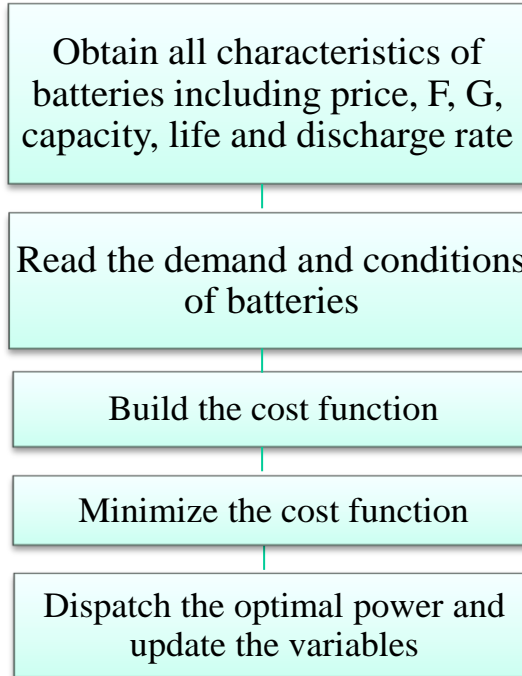 Obtain all characteristics of
batteries including price, F, G,
capacity, life and discharge rate
Read the demand and conditions
of batteries
Build the cost function
Minimize the cost function
Dispatch the optimal power and
update the variables